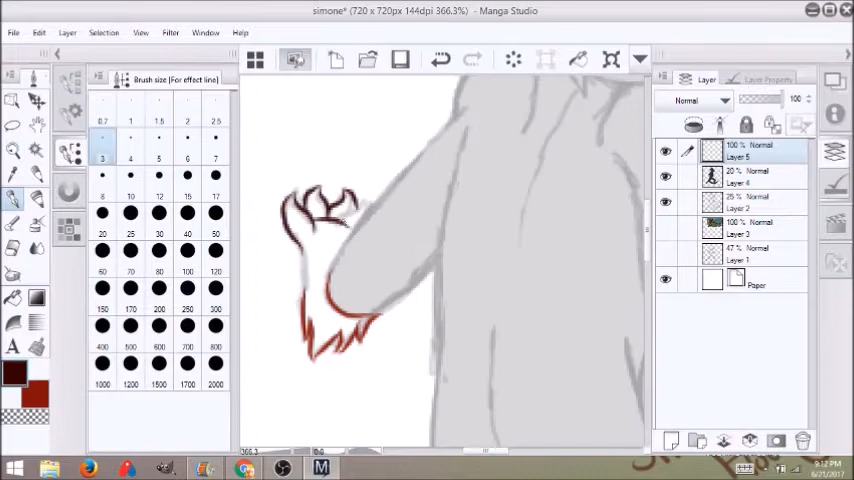 simone* (720 x 720px 144dpi 366.3%) - Manga Studio
File Edit Layer Selection View Filter Window Help
Brush size [For effect line]
Layer Layer Property
0.7 1 1.5 2 2.5
3 4 5 6 7
8 10 12 15 17
20 25 30 40 50
60 70 80 100 120
150 170 200 250 300
400 500 600 700 800
1000 1200 1500 1700 2000
Normal 100
100 % Normal
Layer 5
20 % Normal
Layer 4
25 % Normal
Layer 2
100 % Normal
Layer 3
47 % Normal
Layer 1
Paper
366.3 0.0
9:12 PM
6/21/2017